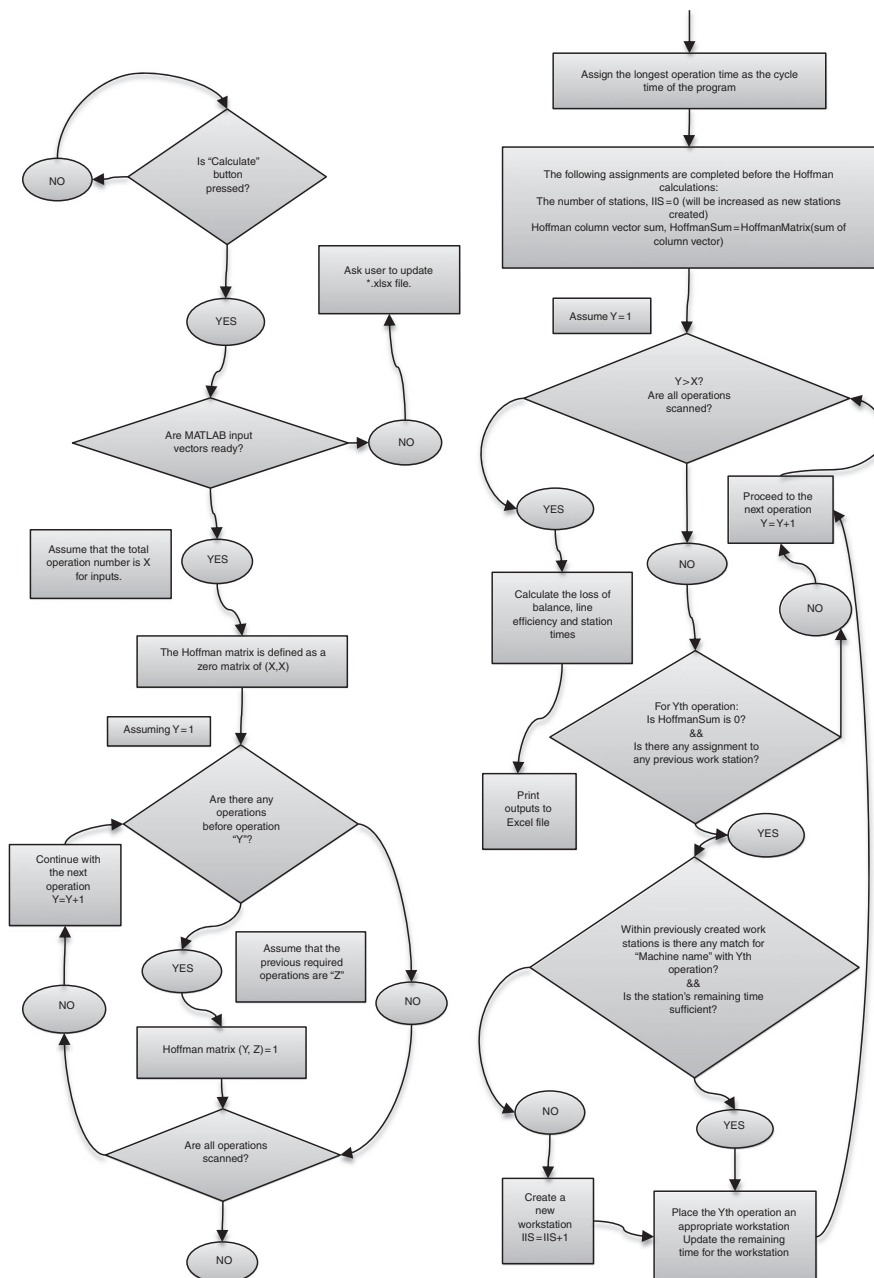 Is “Calculate”
button
pressed?
NO
YES
Ask user to update
*.xlsx file.
Are MATLAB input
vectors ready?
NO
Assume that the total
operation number is X
for inputs.
YES
The Hoffman matrix is defined as a
zero matrix of (X,X)
Assuming Y=1
Are there any
operations
before operation
“Y”?
Continue with
the next
operation
Y=Y+1
YES
Assume that the
previous required
operations are “Z”
NO
NO
Hoffman matrix (Y, Z)=1
Are all operations
scanned?
NO
Assign the longest operation time as the cycle
time of the program
The following assignments are completed before the Hoffman
calculations:
The number of stations, IIS=0 (will be increased as new stations
created)
Hoffman column vector sum, HoffmanSum=HoffmanMatrix(sum of
column vector)
Assume Y=1
Y>X?
Are all operations
scanned?
YES
Proceed to the
next operation
Y=Y+1
NO
NO
Calculate the loss of
balance, line
efficiency and station
times
For Yth operation:
Is HoffmanSum is 0?
&&
Is there any assignment to
any previous work station?
Print
outputs to
Excel file
YES
Within previously created work
stations is there any match for
“Machine name” with Yth
operation?
&&
Is the station's remaining time
sufficient?
NO
YES
Create a
new
workstation
IIS=IIS+1
Place the Yth operation an
appropriate workstation
Update the remaining
time for the workstation